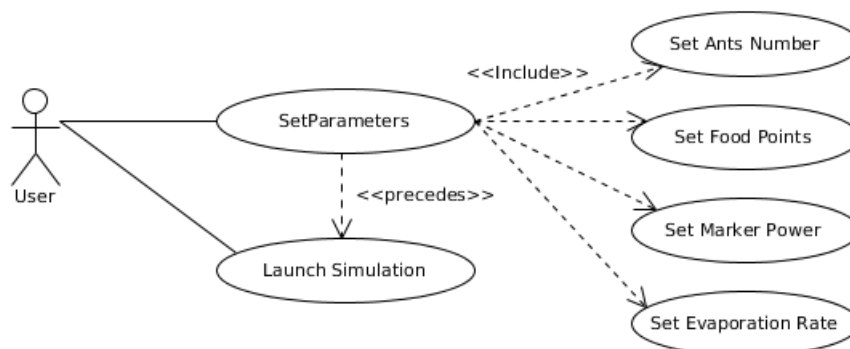 Set Ants Number
<<Include>>
SetParameters
Set Food Points
User
<<precedes>>
Set Marker Power
Launch Simulation
Set Evaporation Rate